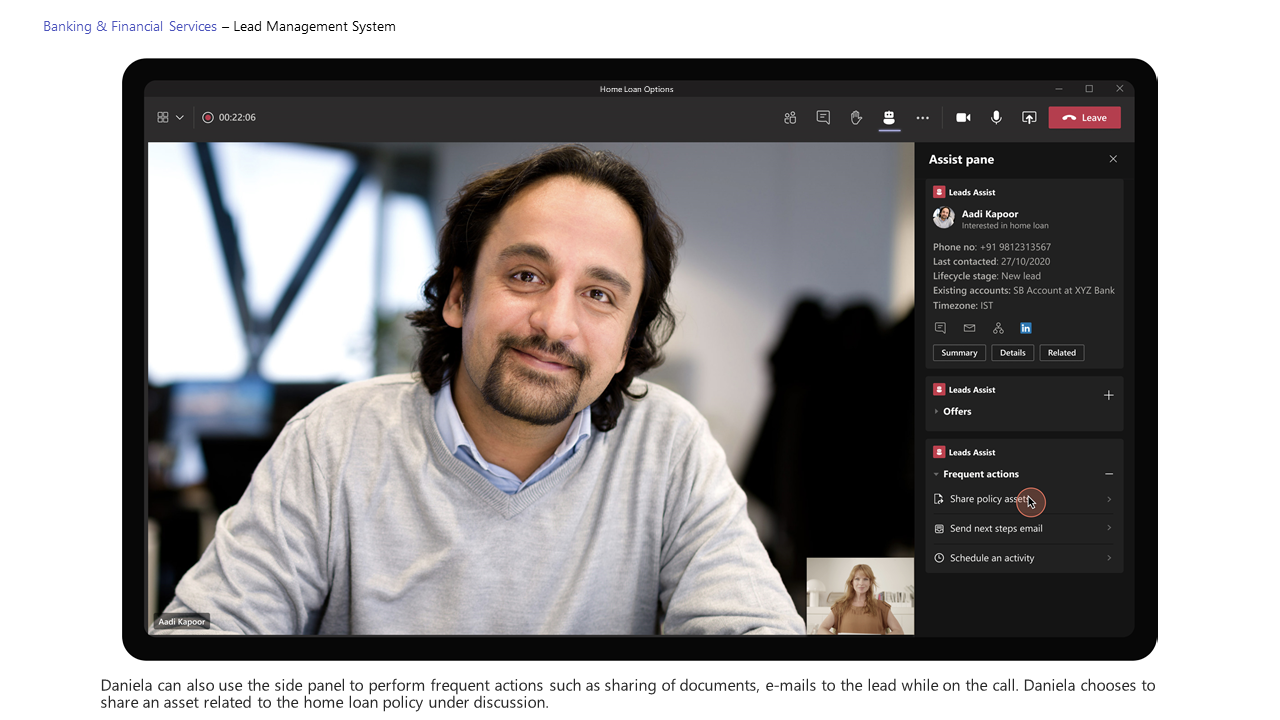 Banking & Financial Services – Lead Management System
Home Loan Options
00:22:06
Leave
Assist pane
Leads Assist
Aadi Kapoor
Interested in home loan
Phone no: +91 9812313567
Last contacted: 27/10/2020
Lifecycle stage: New lead
Existing accounts: SB Account at XYZ Bank
Timezone: IST
in
Summary Details Related
Leads Assist
Offers
Leads Assist
Frequent actions
Share policy assets
Send next steps email
Schedule an activity
Aadi Kapoor
Daniela can also use the side panel to perform frequent actions such as sharing of documents, e-mails to the lead while on the call. Daniela chooses to
share an asset related to the home loan policy under discussion.